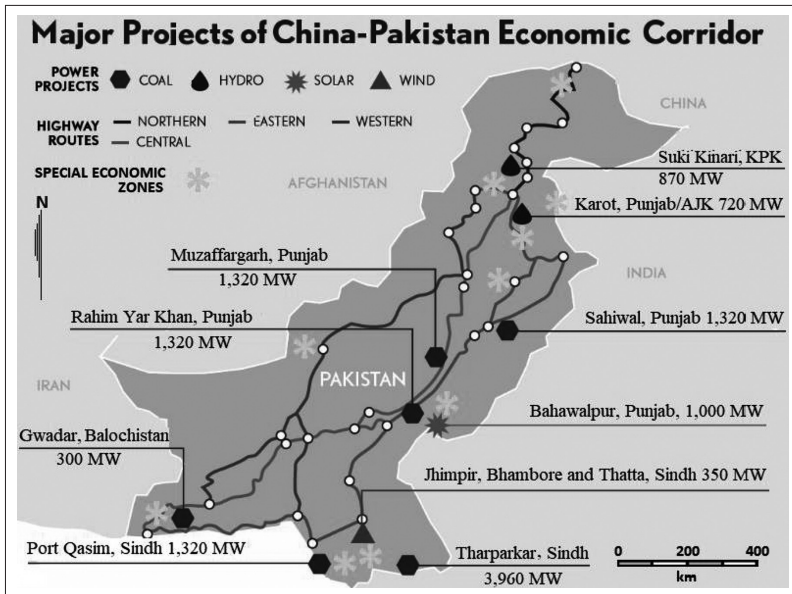 Major Projects of China-Pakistan Economic Corridor
POWER
PROJECTS
COAL
HYDRO
SOLAR
WIND
HIGHWAY
ROUTES
NORTHERN
EASTERN
WESTERN
CENTRAL
SPECIAL ECONOMIC
ZONES
N
AFGHANISTAN
CHINA
Suki Kinari, KPK
870 MW
Karot, Punjab/AJK 720 MW
Muzaffargarh, Punjab
1,320 MW
INDIA
Rahim Yar Khan, Punjab
1,320 MW
Sahiwal, Punjab 1,320 MW
IRAN
PAKISTAN
Bahawalpur, Punjab, 1,000 MW
Gwadar, Balochistan
300 MW
Jhimpir, Bhambore and Thatta, Sindh 350 MW
Port Qasim, Sindh 1,320 MW
Tharparkar, Sindh
3,960 MW
0 200 400
km